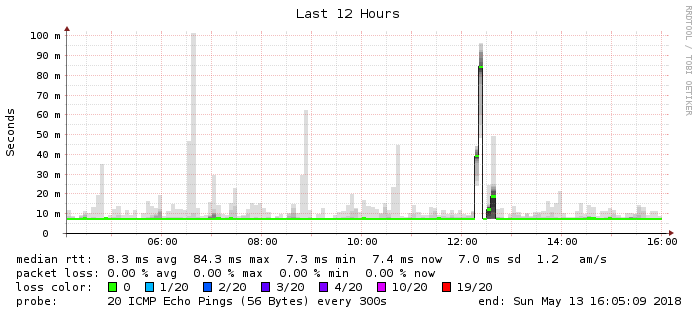 Last 12 Hours
RRDTOOL / TOBI OETIKER
Seconds
100 m
90 m
80 m
70 m
60 m
50 m
40 m
30 m
20 m
10 m
0
06:00 08:00 10:00 12:00 14:00 16:00
median rtt: 8.3 ms avg 84.3 ms max 7.3 ms min 7.4 ms now 7.0 ms sd 1.2 am/s
packet loss: 0.00 % avg 0.00 % max 0.00 % min 0.00 % now
loss color: 0 1/20 2/20 3/20 4/20 10/20 19/20
probe: 20 ICMP Echo Pings (56 Bytes) every 300s end: Sun May 13 16:05:09 2018